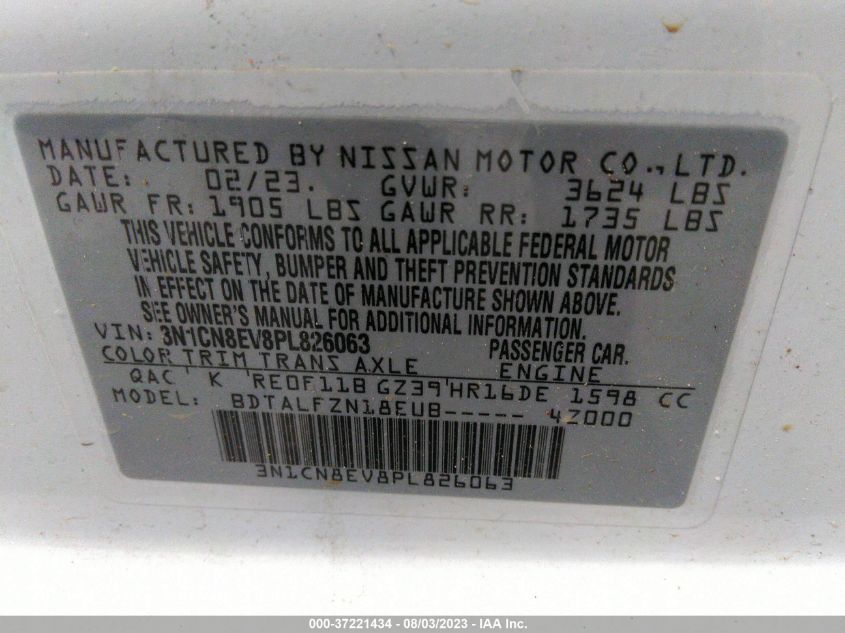 MANUFACTURED BY NISSAN MOTOR CO.,LTD.
DATE: 02/23. GVWR: 3624 LBS
GAWR FR: 1905 LBS GAWR RR: 1735 LBS
THIS VEHICLE CONFORMS TO ALL APPLICABLE FEDERAL MOTOR
VEHICLE SAFETY, BUMPER AND THEFT PREVENTION STANDARDS
IN EFFECT ON THE DATE OF MANUFACTURE SHOWN ABOVE.
SEE OWNER'S MANUAL FOR ADDITIONAL INFORMATION.
VIN: 3N1CN8EV8PL826063 PASSENGER CAR.
COLOR TRIM TRANS AXLE ENGINE
QAC K RE0F11B GZ39 HR16DE 1598 CC
MODEL: BDTALFZN18EUB----- 4Z000
3N1CN8EV8PL826063
000-37221434 - 08/03/2023 - IAA Inc.